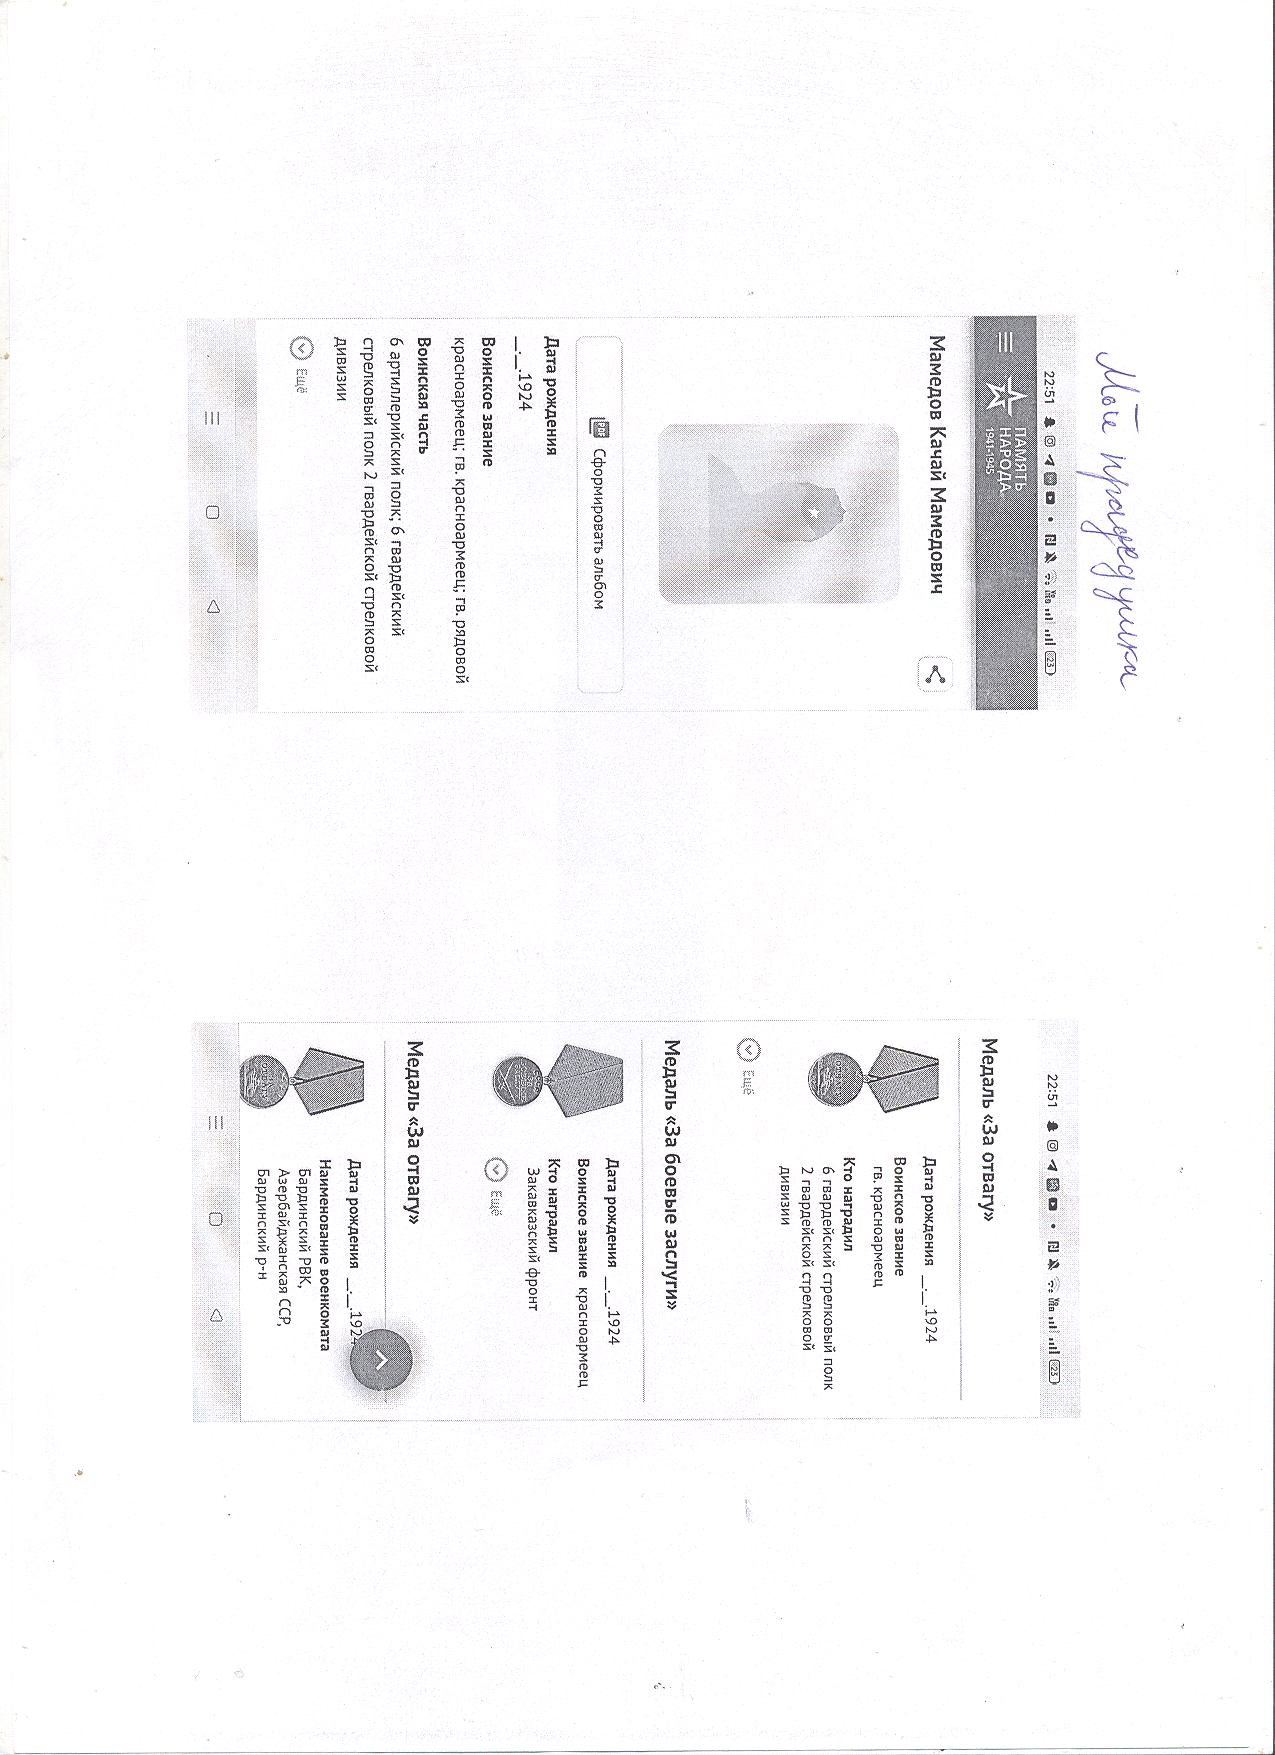 Мой прадедушка
22:51
23
ПАМЯТЬ
НАРОДА
1941-1945
Мамедов Качай Мамедович
PDF Сформировать альбом
Дата рождения
__.__.1924
Воинское звание
красноармеец; гв. красноармеец; гв. рядовой
Воинская часть
6 артиллерийский полк; 6 гвардейский
стрелковый полк 2 гвардейской стрелковой
дивизии
Ещё
22:51
23
Медаль «За отвагу»
Дата рождения __.__.1924
Воинское звание
гв. красноармеец
Кто наградил
6 гвардейский стрелковый полк
2 гвардейской стрелковой
дивизии
Ещё
Медаль «За боевые заслуги»
Дата рождения __.__.1924
Воинское звание красноармеец
Кто наградил
Закавказский фронт
Ещё
Медаль «За отвагу»
Дата рождения __.__.1924
Наименование военкомата
Бардинский РВК,
Азербайджанская ССР,
Бардинский р-н